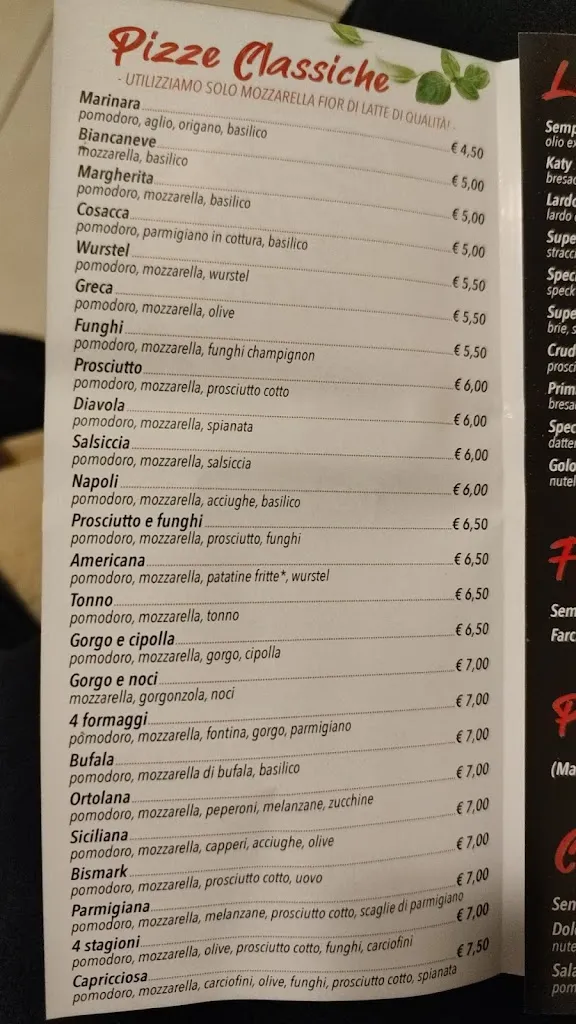 Pizze Classiche
- UTILIZZIAMO SOLO MOZZARELLA FIOR DI LATTE DI QUALITÀ! -
Marinara € 4,50
pomodoro, aglio, origano, basilico
Biancaneve € 5,00
mozzarella, basilico
Margherita € 5,00
pomodoro, mozzarella, basilico
Cosacca € 5,00
pomodoro, parmigiano in cottura, basilico
Wurstel € 5,50
pomodoro, mozzarella, wurstel
Greca € 5,50
pomodoro, mozzarella, olive
Funghi € 5,50
pomodoro, mozzarella, funghi champignon
Prosciutto € 6,00
pomodoro, mozzarella, prosciutto cotto
Diavola € 6,00
pomodoro, mozzarella, spianata
Salsiccia € 6,00
pomodoro, mozzarella, salsiccia
Napoli € 6,00
pomodoro, mozzarella, acciughe, basilico
Prosciutto e funghi € 6,50
pomodoro, mozzarella, prosciutto, funghi
Americana € 6,50
pomodoro, mozzarella, patatine fritte*, wurstel
Tonno € 6,50
pomodoro, mozzarella, tonno
Gorgo e cipolla € 6,50
pomodoro, mozzarella, gorgo, cipolla
Gorgo e noci € 7,00
mozzarella, gorgonzola, noci
4 formaggi € 7,00
pomodoro, mozzarella, fontina, gorgo, parmigiano
Bufala € 7,00
pomodoro, mozzarella di bufala, basilico
Ortolana € 7,00
pomodoro, mozzarella, peperoni, melanzane, zucchine
Siciliana € 7,00
pomodoro, mozzarella, capperi, acciughe, olive
Bismark € 7,00
pomodoro, mozzarella, prosciutto cotto, uovo
Parmigiana € 7,00
pomodoro, mozzarella, melanzane, prosciutto cotto, scaglie di parmigiano
4 stagioni € 7,00
pomodoro, mozzarella, olive, prosciutto cotto, funghi, carciofini
Capricciosa € 7,50
pomodoro, mozzarella, carciofini, olive, funghi, prosciutto cotto, spianata
Katy
brie,